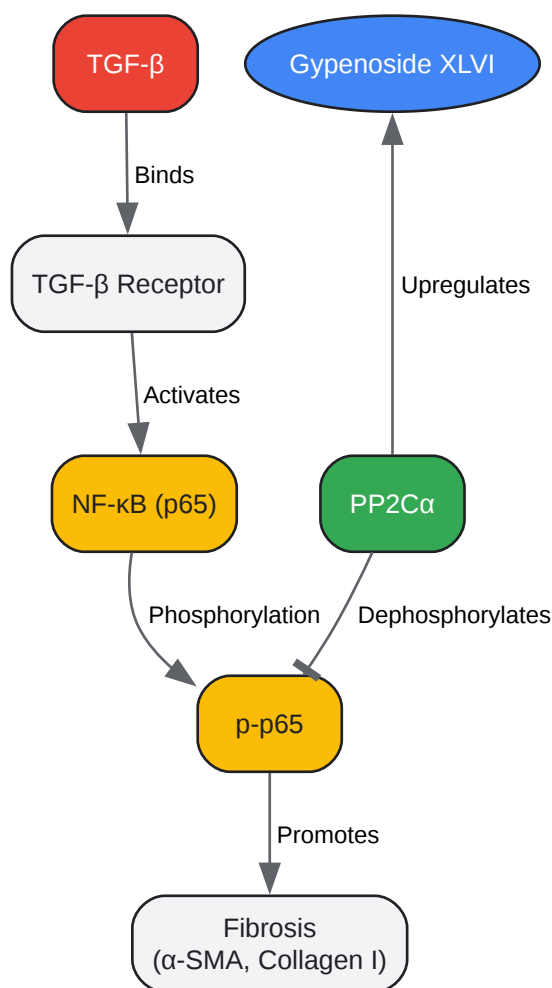 TGF-β
Gypenoside XLVI
Binds
TGF-β Receptor
Upregulates
Activates
NF-κB (p65)
PP2Cα
Phosphorylation
Dephosphorylates
p-p65
Promotes
Fibrosis
(α-SMA, Collagen I)